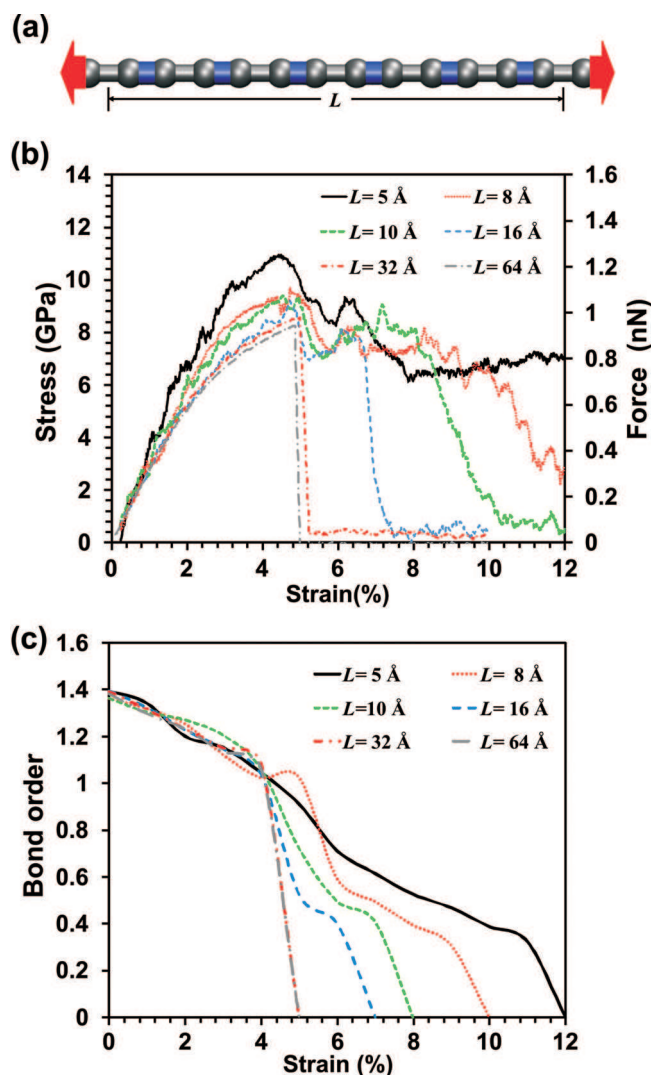 (a)
L
(b)
14
12
10
8
6
4
2
0
Stress (GPa)
1.6
1.4
1.2
1
0.8
0.6
0.4
0.2
0
Force (nN)
L= 5 Å
L= 8 Å
L= 10 Å
L= 16 Å
L= 32 Å
L= 64 Å
0 2 4 6 8 10 12
Strain(%)
(c)
1.6
1.4
1.2
1
0.8
0.6
0.4
0.2
0
Bond order
L= 5 Å
L= 8 Å
L=10 Å
L= 16 Å
L= 32 Å
L= 64 Å
0 2 4 6 8 10 12
Strain (%)